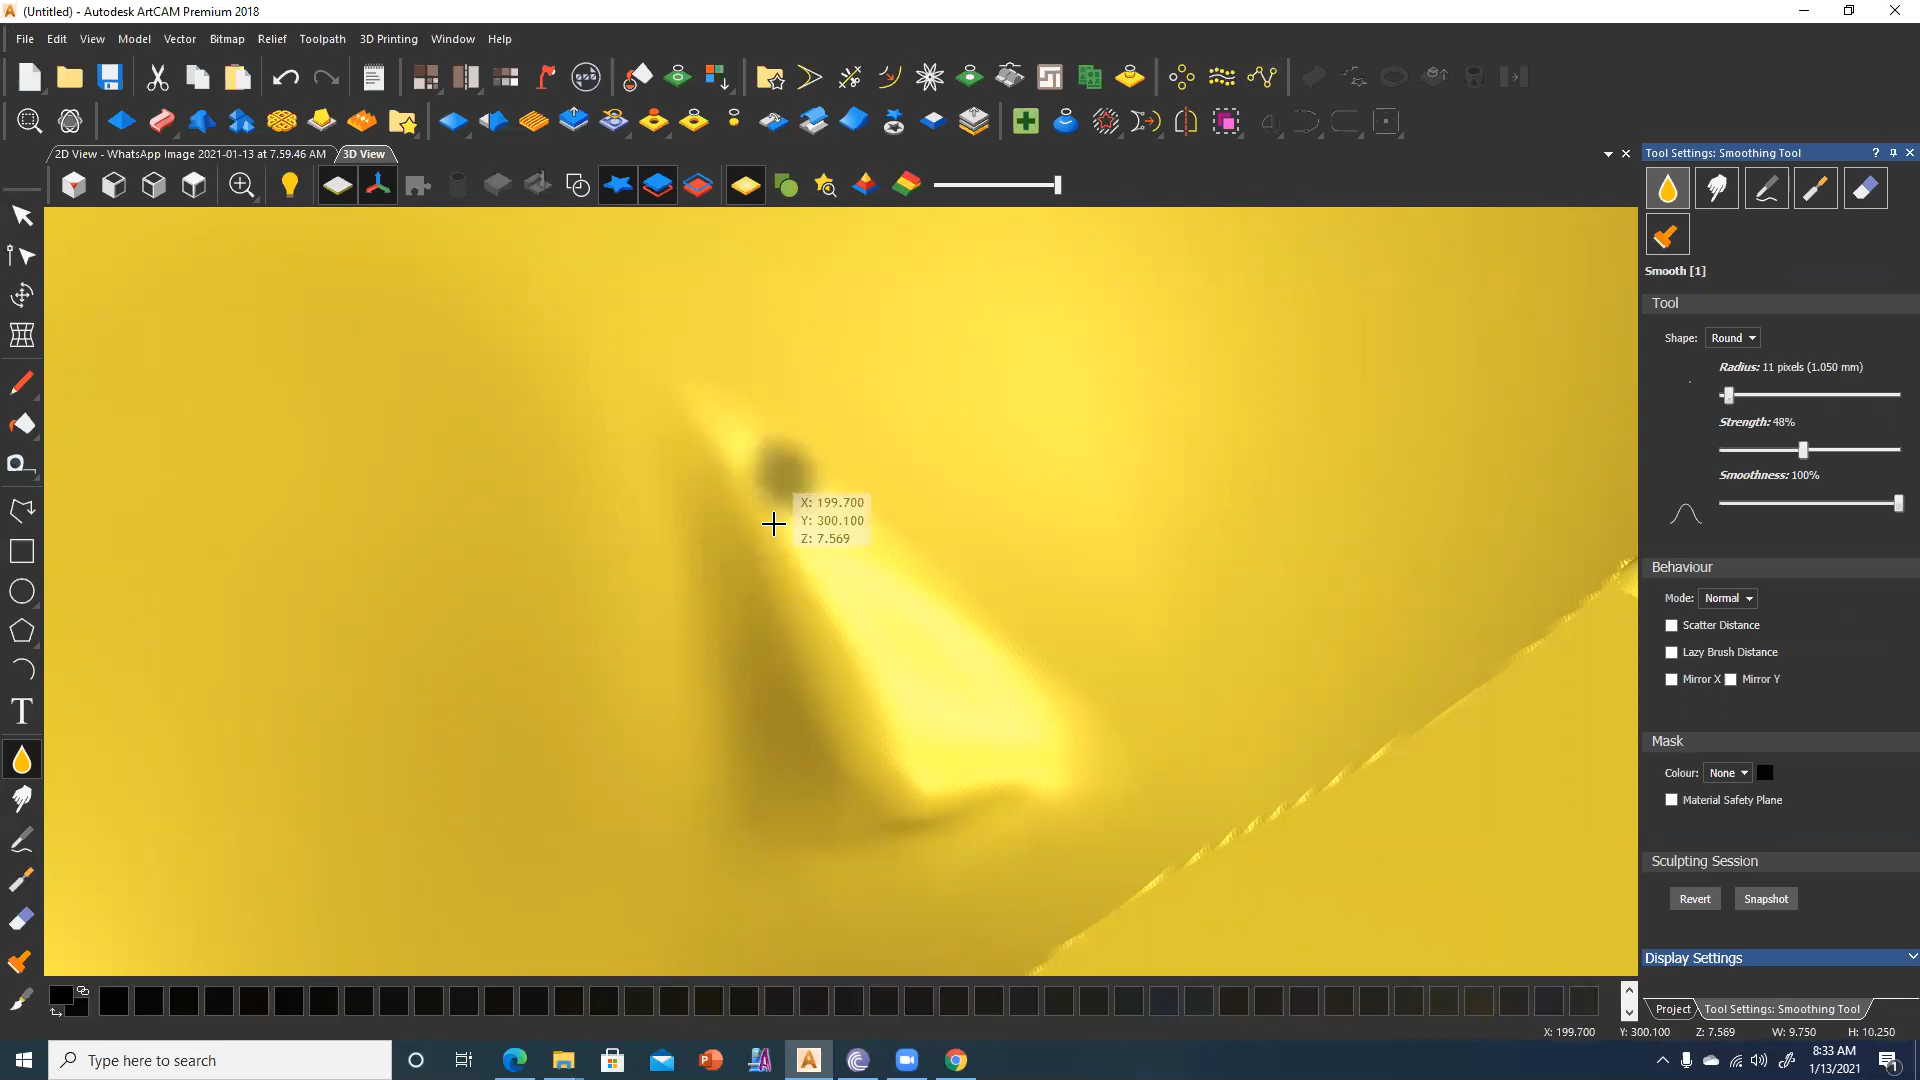 (Untitled) - Autodesk ArtCAM Premium 2018
File Edit View Model Vector Bitmap Relief Toolpath 3D Printing Window Help
2D View - WhatsApp Image 2021-01-13 at 7.59.46 AM 3D View
Tool Settings: Smoothing Tool
Smooth [1]
Tool
Shape: Round
Radius: 11 pixels (1.050 mm)
Strength: 48%
Smoothness: 100%
X: 199.700
Y: 300.100
Z: 7.569
Behaviour
Mode: Normal
Scatter Distance
Lazy Brush Distance
Mirror X Mirror Y
Mask
Colour: None
Material Safety Plane
Sculpting Session
Revert Snapshot
Display Settings
Project Tool Settings: Smoothing Tool
X: 199.700 Y: 300.100 Z: 7.569 W: 9.750 H: 10.250
Type here to search
8:33 AM
1/13/2021